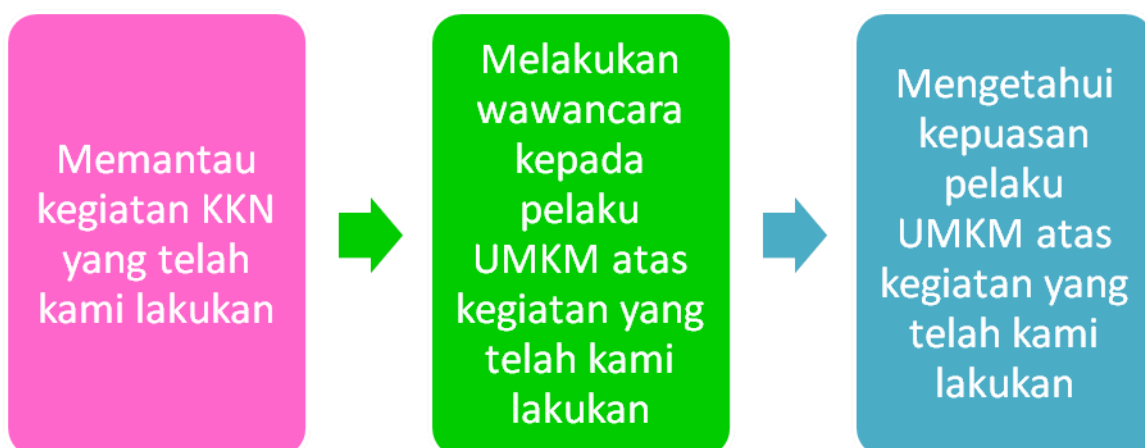 Memantau
kegiatan KKN
yang telah
kami lakukan
Melakukan
wawancara
kepada
pelaku
UMKM atas
kegiatan yang
telah kami
lakukan
Mengetahui
kepuasan
pelaku
UMKM atas
kegiatan yang
telah kami
lakukan